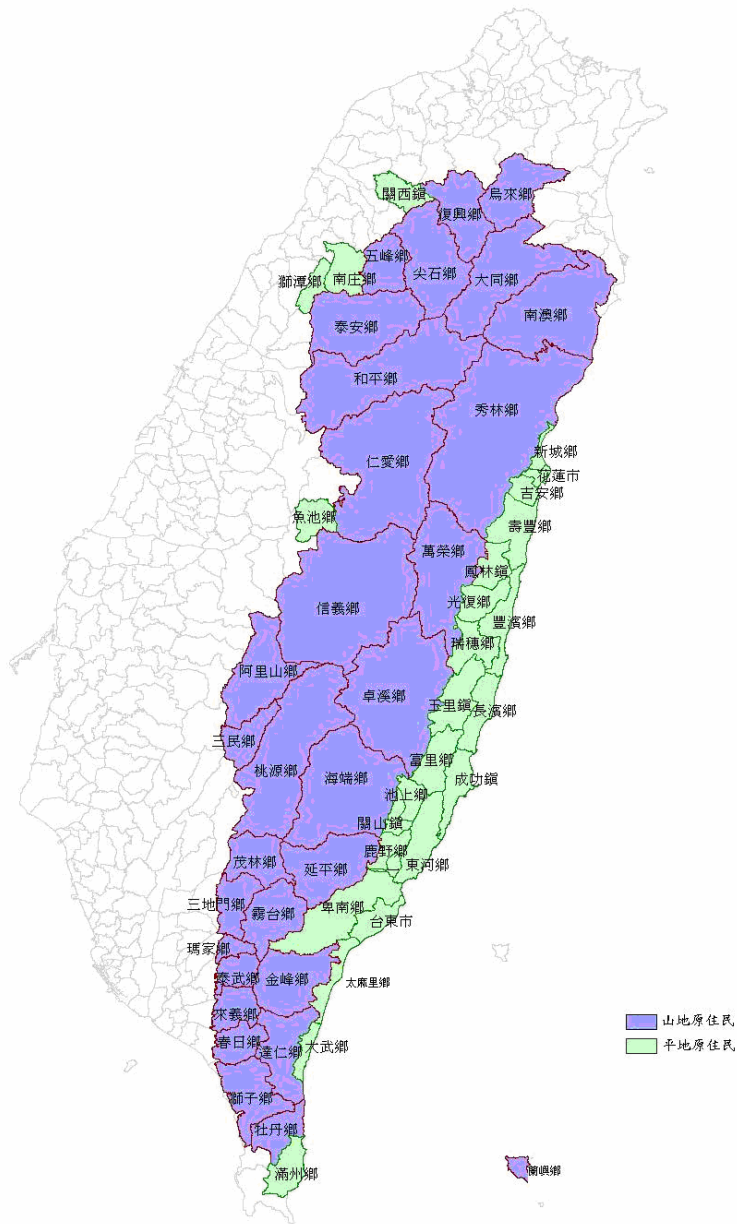 關西鎮
烏來鄉
復興鄉
五峰鄉
尖石鄉
大同鄉
獅潭鄉
南庄鄉
南澳鄉
泰安鄉
和平鄉
秀林鄉
新城鄉
仁愛鄉
花蓮市
吉安鄉
魚池鄉
壽豐鄉
萬榮鄉
鳳林鎮
信義鄉
光復鄉
豐濱鄉
瑞穗鄉
阿里山鄉
卓溪鄉
玉里鎮
長濱鄉
三民鄉
富里鄉
桃源鄉
海端鄉
成功鎮
池上鄉
關山鎮
鹿野鄉
茂林鄉
延平鄉
東河鄉
三地門鄉
霧台鄉
卑南鄉
台東市
瑪家鄉
泰武鄉
金峰鄉
太麻里鄉
來義鄉
春日鄉
達仁鄉
大武鄉
獅子鄉
牡丹鄉
滿州鄉
蘭嶼鄉
山地原住民
平地原住民